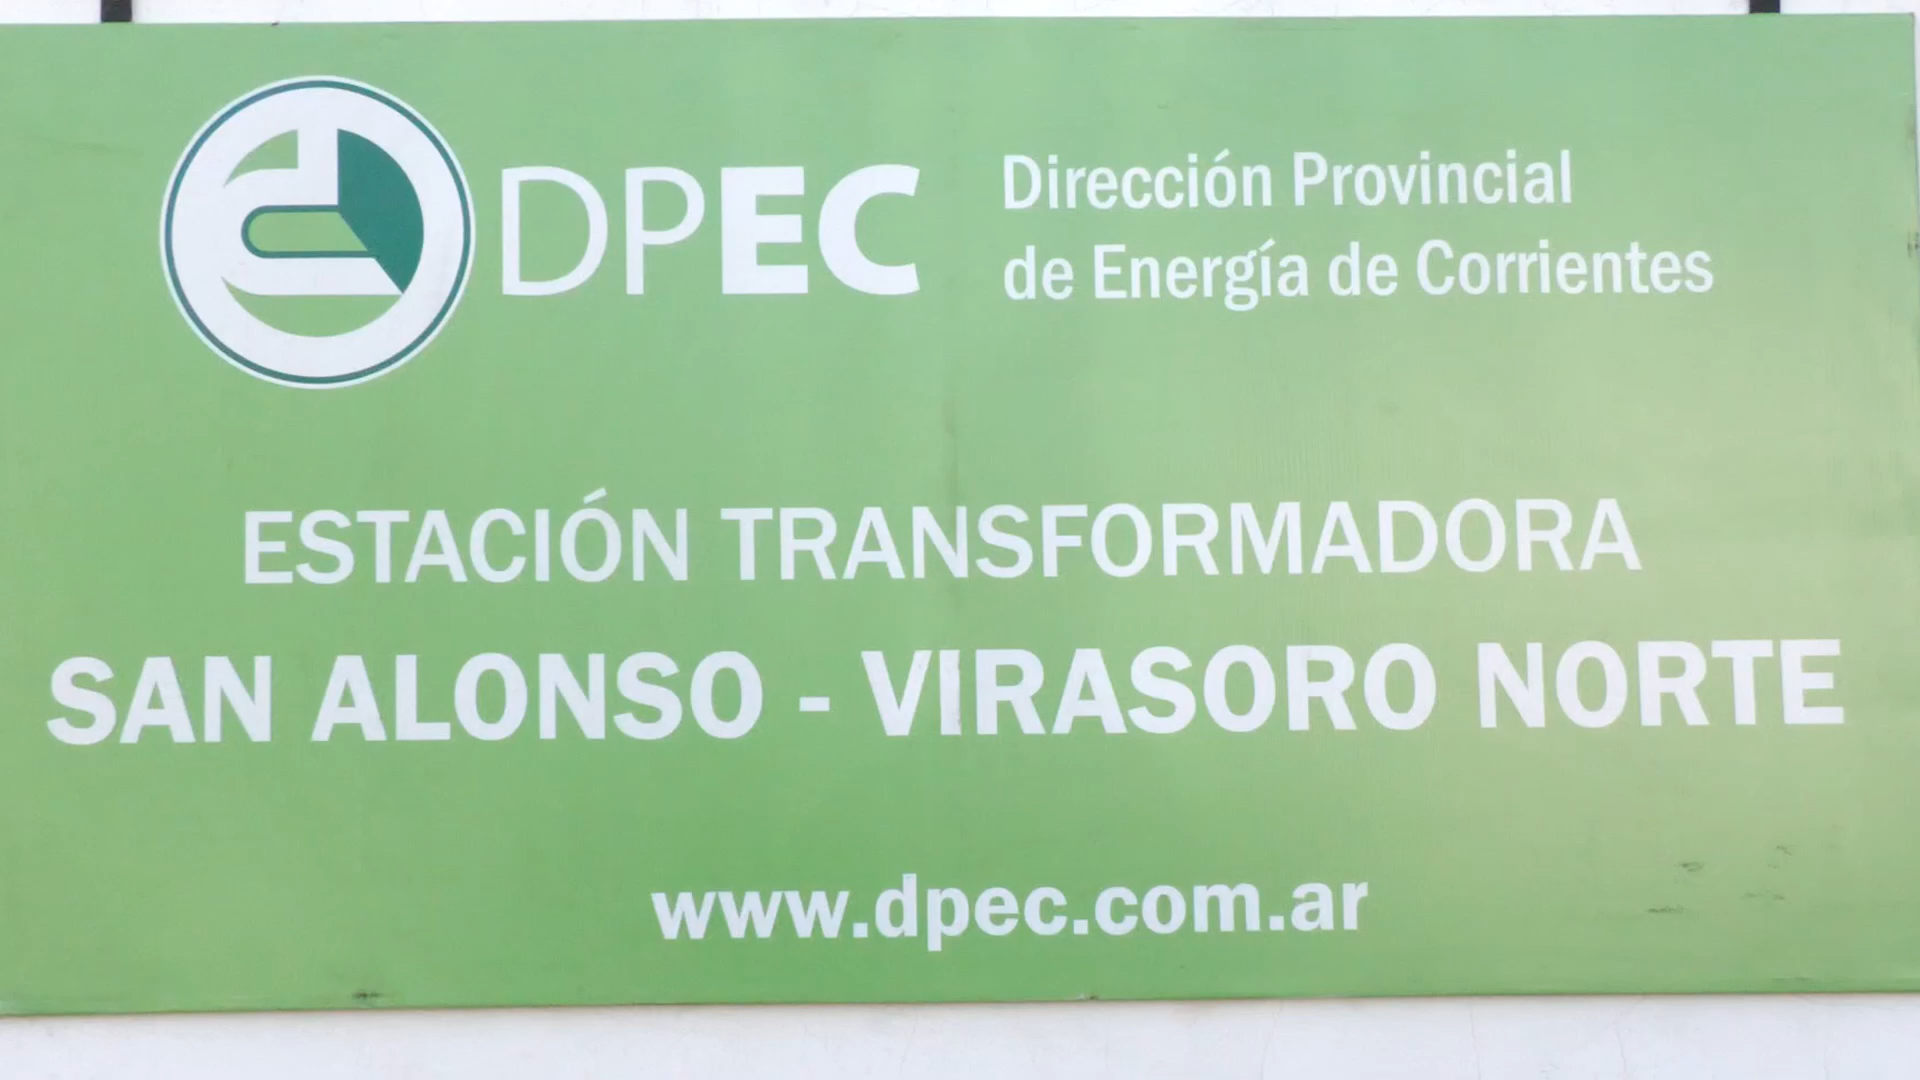 DPEC
Dirección Provincial
de Energía de Corrientes
ESTACIÓN TRANSFORMADORA
SAN ALONSO - VIRASORO NORTE
www.dpec.com.ar